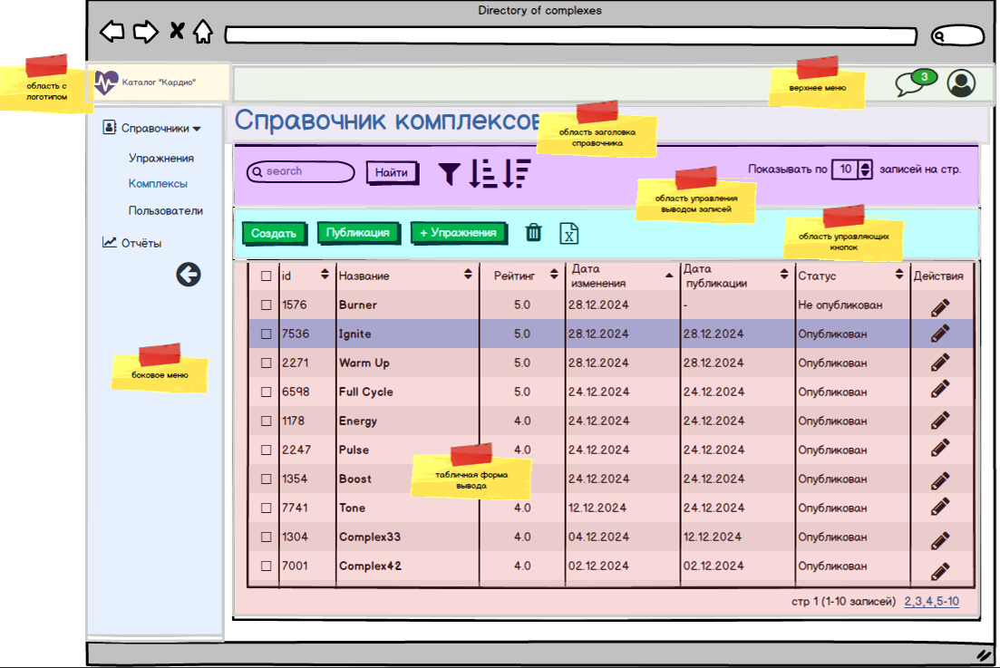 Directory of complexes
область с
логотипом
Каталог "Кардио"
верхнее меню
3
Справочники
Упражнения
Комплексы
Пользователи
Отчёты
боковое меню
Справочник комплексов
область заголовка
справочника
search
Найти
Показывать по 10 записей на стр.
область управления
выводом записей
Создать
Публикация
+ Упражнения
X
область управляющих
кнопок
id Название Рейтинг Дата изменения Дата публикации Статус Действия
1576 Burner 5.0 28.12.2024 - Не опубликован
7536 Ignite 5.0 28.12.2024 28.12.2024 Опубликован
2271 Warm Up 5.0 28.12.2024 28.12.2024 Опубликован
6598 Full Cycle 5.0 24.12.2024 24.12.2024 Опубликован
1178 Energy 4.0 24.12.2024 24.12.2024 Опубликован
2247 Pulse 4.0 24.12.2024 24.12.2024 Опубликован
1354 Boost 24.12.2024 24.12.2024 Опубликован
табличная форма
вывода
7741 Tone 4.0 12.12.2024 24.12.2024 Опубликован
1304 Complex33 4.0 04.12.2024 12.12.2024 Опубликован
7001 Complex42 4.0 02.12.2024 02.12.2024 Опубликован
стр 1 (1-10 записей) 2,3,4,5-10